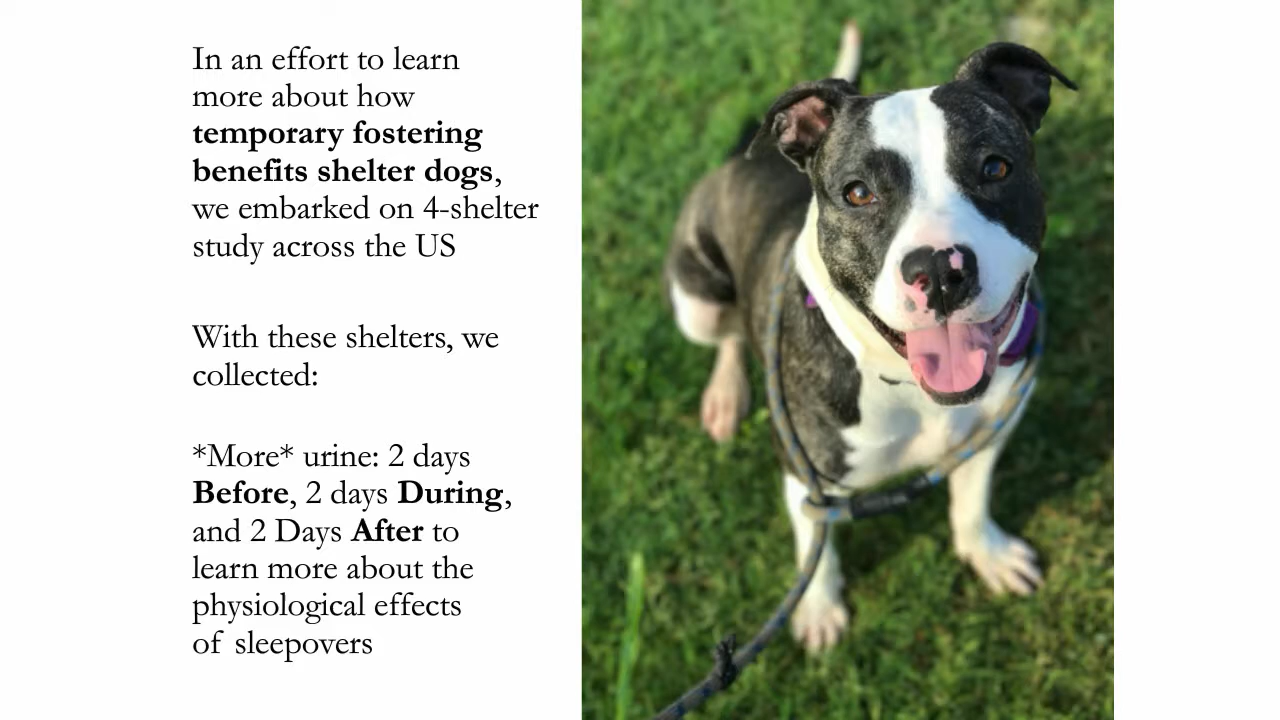 In an effort to learn
more about how
temporary fostering
benefits shelter dogs,
we embarked on 4-shelter
study across the US
With these shelters, we
collected:
*More* urine: 2 days
Before, 2 days During,
and 2 Days After to
learn more about the
physiological effects
of sleepovers